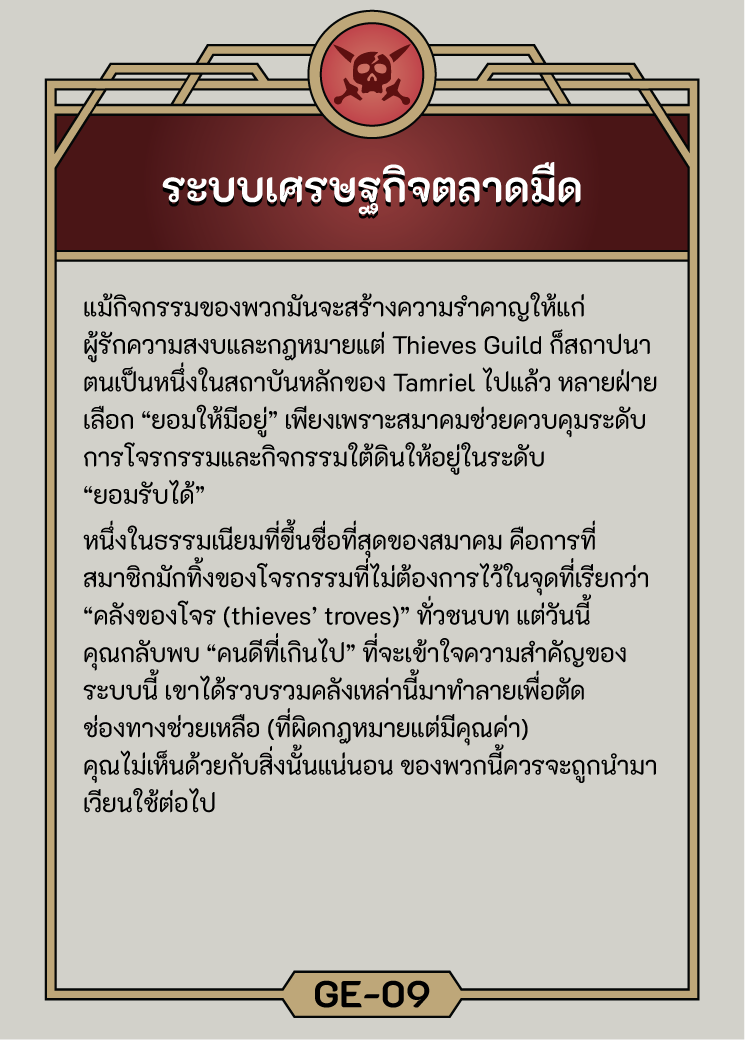 ระบบเศรษฐกิจตลาดมืด
แม้กิจกรรมของพวกมันจะสร้างความรำคาญให้แก่
ผู้รักความสงบและกฎหมายแต่ Thieves Guild ก็สถาปนา
ตนเป็นหนึ่งในสถาบันหลักของ Tamriel ไปแล้ว หลายฝ่าย
เลือก “ยอมให้มีอยู่” เพียงเพราะสมาคมช่วยควบคุมระดับ
การโจรกรรมและกิจกรรมใต้ดินให้อยู่ในระดับ
“ยอมรับได้”
หนึ่งในธรรมเนียมที่ขึ้นชื่อที่สุดของสมาคม คือการที่
สมาชิกมักทิ้งของโจรกรรมที่ไม่ต้องการไว้ในจุดที่เรียกว่า
“คลังของโจร (thieves’ troves)” ทั่วชนบท แต่วันนี้
คุณกลับพบ “คนดีที่เกินไป” ที่จะเข้าใจความสำคัญของ
ระบบนี้ เขาได้รวบรวมคลังเหล่านี้มาทำลายเพื่อตัด
ช่องทางช่วยเหลือ (ที่ผิดกฎหมายแต่มีคุณค่า)
คุณไม่เห็นด้วยกับสิ่งนั้นแน่นอน ของพวกนี้ควรจะถูกนำมา
เวียนใช้ต่อไป
GE-09